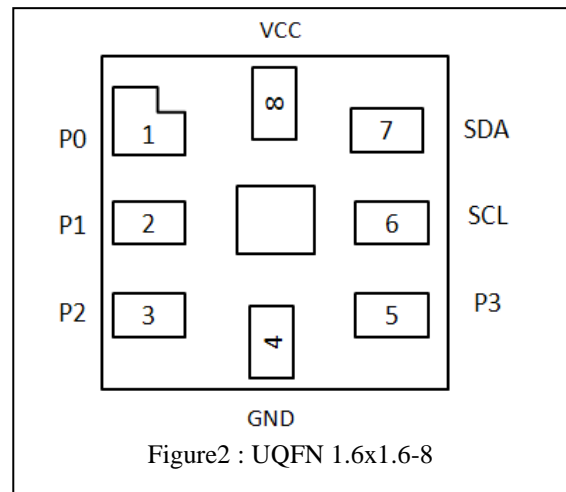 VCC
8
P0 1 7 SDA
P1 2 6 SCL
P2 3 5 P3
4
GND
Figure2 : UQFN 1.6x1.6-8